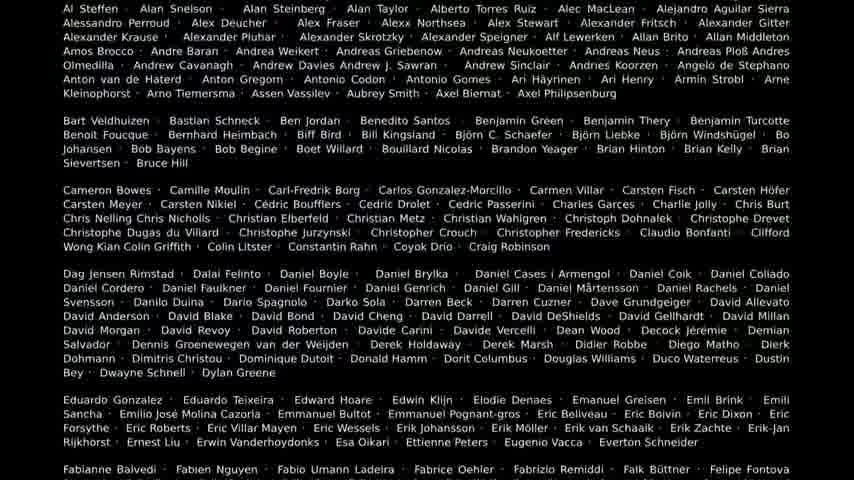 Al Steffen · Alan Snelson · Alan Steinberg · Alan Taylor · Alberto Torres Ruiz · Alec MacLean · Alejandro Aguilar Sierra
Alessandro Perroud · Alex Deucher · Alex Fraser · Alexx Northsea · Alex Stewart · Alexander Fritsch · Alexander Gitter
Alexander Krause · Alexander Pluhar · Alexander Skrotzky · Alexander Speigner · Alf Lewerken · Allan Brito · Allan Middleton
Amos Brocco · Andre Baran · Andrea Weikert · Andreas Griebenow · Andreas Neukoetter · Andreas Neus · Andreas Ploß Andres
Olmedilla · Andrew Cavanagh · Andrew Davies Andrew J. Sawran · Andrew Sinclair · Andries Koorzen · Angelo de Stephano
Anton van de Haterd · Anton Gregorn · Antonio Codon · Antonio Gomes · Ari Häyrinen · Ari Henry · Armin Strobl · Arne
Kleinophorst · Arno Tiemersma · Assen Vassilev · Aubrey Smith · Axel Biernat · Axel Philipsenburg
Bart Veldhuizen · Bastian Schneck · Ben Jordan · Benedito Santos · Benjamin Green · Benjamin Thery · Benjamin Turcotte
Benoit Foucque · Bernhard Heimbach · Biff Bird · Bill Kingsland · Björn C. Schaefer · Björn Liebke · Björn Windshügel · Bo
Johansen · Bob Bayens · Bob Begine · Boet Willard · Bouillard Nicolas · Brandon Yeager · Brian Hinton · Brian Kelly · Brian
Sievertsen · Bruce Hill
Cameron Bowes · Camille Moulin · Carl-Fredrik Borg · Carlos Gonzalez-Morcillo · Carmen Villar · Carsten Fisch · Carsten Höfer
Carsten Meyer · Carsten Nikiel · Cédric Boufflers · Cedric Drolet · Cedric Passerini · Charles Garces · Charlie Jolly · Chris Burt
Chris Nelling Chris Nicholls · Christian Elberfeld · Christian Metz · Christian Wahlgren · Christoph Dohnalek · Christophe Drevet
Christophe Dugas du Villard · Christophe Jurzynski · Christopher Crouch · Christopher Fredericks · Claudio Bonfanti · Clifford
Wong Kian Colin Griffith · Colin Litster · Constantin Rahn · Coyok Drio · Craig Robinson
Dag Jensen Rimstad · Dalai Felinto · Daniel Boyle · Daniel Brylka · Daniel Cases i Armengol · Daniel Coik · Daniel Collado
Daniel Cordero · Daniel Faulkner · Daniel Fournier · Daniel Genrich · Daniel Gill · Daniel Mårtensson · Daniel Rachels · Daniel
Svensson · Danilo Duina · Dario Spagnolo · Darko Sola · Darren Beck · Darren Cuzner · Dave Grundgeiger · David Allevato
David Anderson · David Blake · David Bond · David Cheng · David Darrell · David DeShields · David Gellhardt · David Millan
David Morgan · David Revoy · David Roberton · Davide Carini · Davide Vercelli · Dean Wood · Decock Jérémie · Demian
Salvador · Dennis Groenewegen van der Weijden · Derek Holdaway · Derek Marsh · Didier Robbe · Diego Matho · Dierk
Dohmann · Dimitris Christou · Dominique Dutoit · Donald Hamm · Dorit Columbus · Douglas Williams · Duco Waterreus · Dustin
Bey · Dwayne Schnell · Dylan Greene
Eduardo Gonzalez · Eduardo Teixeira · Edward Hoare · Edwin Klijn · Elodie Denaes · Emanuel Greisen · Emil Brink · Emili
Sancha · Emilio José Molina Cazorla · Emmanuel Bultot · Emmanuel Pognant-gros · Eric Beliveau · Eric Boivin · Eric Dixon · Eric
Forsythe · Eric Roberts · Eric Villar Mayen · Eric Wessels · Erik Johansson · Erik Möller · Erik van Schaaik · Erik Zachte · Erik-Jan
Rijkhorst · Ernest Liu · Erwin Vanderhoydonks · Esa Oikari · Ettienne Peters · Eugenio Vacca · Everton Schneider
Fabianne Balvedi · Fabien Nguyen · Fabio Umann Ladeira · Fabrice Oehler · Fabrizio Remiddi · Falk Büttner · Felipe Fontova